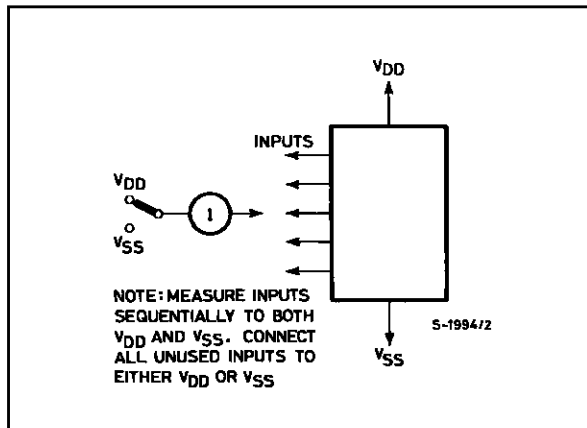 VDD
INPUTS
VDD
VSS
1
NOTE: MEASURE INPUTS
SEQUENTIALLY TO BOTH
VDD AND VSS. CONNECT
ALL UNUSED INPUTS TO
EITHER VDD OR VSS
S-1994/2
VSS